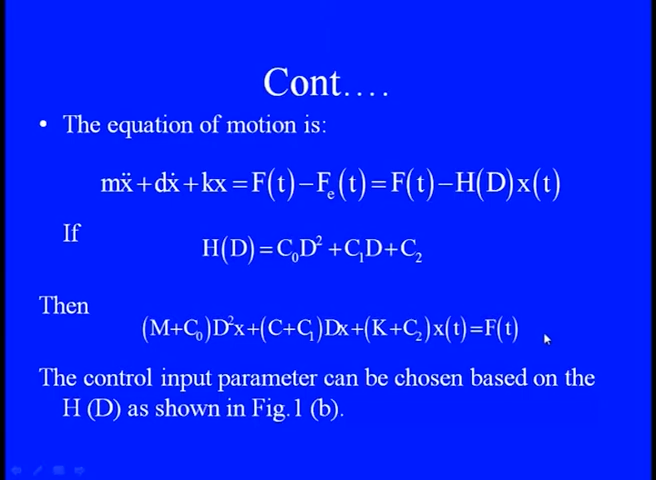 Cont....
• The equation of motion is:
mẍ+dẋ+kx=F(t)−Fₑ(t)=F(t)−H(D)x(t)
If
H(D)=C₀D²+C₁D+C₂
Then
(M+C₀)D²x+(C+C₁)Dx+(K+C₂)x(t)=F(t)
The control input parameter can be chosen based on the
H (D) as shown in Fig.1 (b).